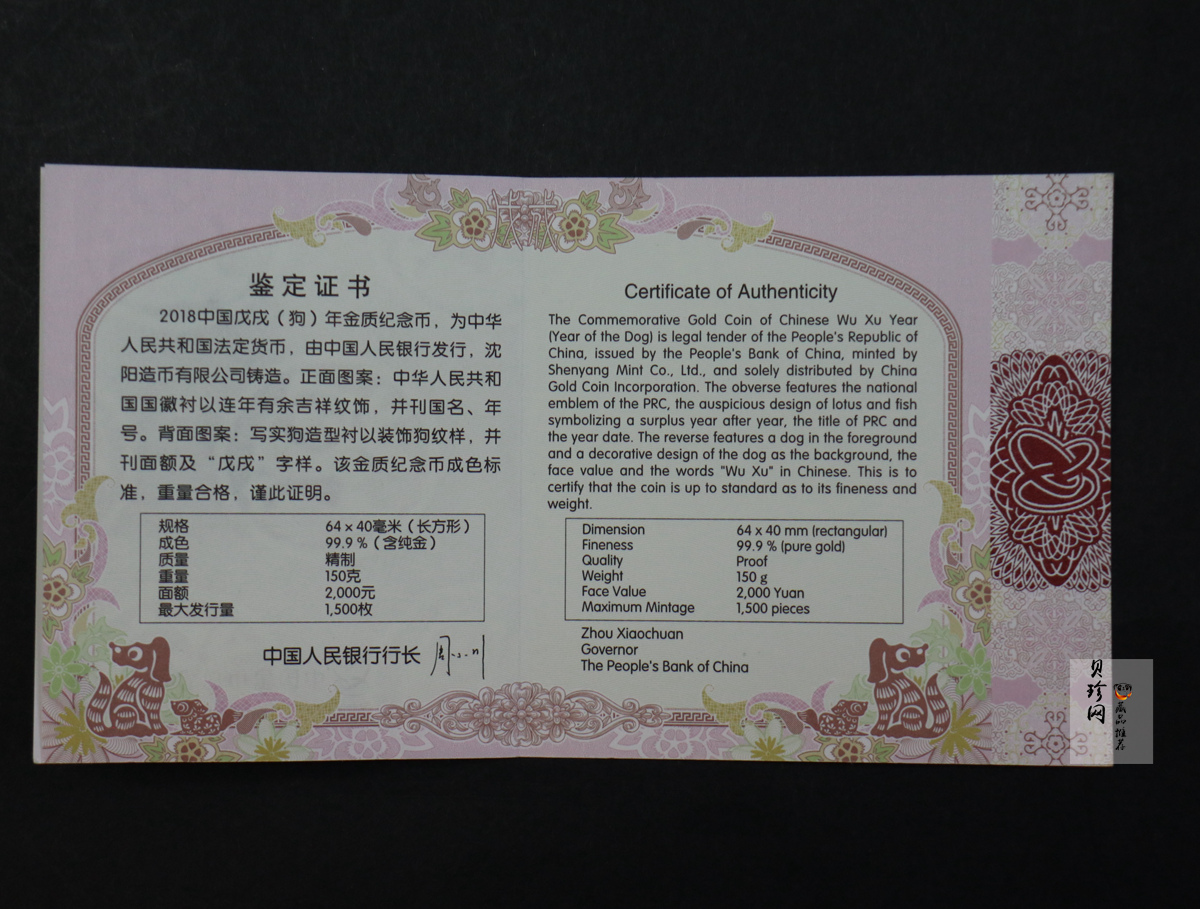 鉴定证书
2018中国戊戌（狗）年金质纪念币，为中华
人民共和国法定货币，由中国人民银行发行，沈
阳造币有限公司铸造。正面图案：中华人民共和
国国徽衬以连年有余吉祥纹饰，并刊国名、年
号。背面图案：写实狗造型衬以装饰狗纹样，并
刊面额及“戊戌”字样。该金质纪念币成色标
准，重量合格，谨此证明。
规格 64 x 40毫米（长方形）
成色 99.9 %（含纯金）
质量 精制
重量 150克
面额 2,000元
最大发行量 1,500枚
中国人民银行行长
Certificate of Authenticity
The Commemorative Gold Coin of Chinese Wu Xu Year
(Year of the Dog) is legal tender of the People's Republic of
China, issued by the People's Bank of China, minted by
Shenyang Mint Co., Ltd., and solely distributed by China
Gold Coin Incorporation. The obverse features the national
emblem of the PRC, the auspicious design of lotus and fish
symbolizing a surplus year after year, the title of PRC and
the year date. The reverse features a dog in the foreground
and a decorative design of the dog as the background, the
face value and the words "Wu Xu" in Chinese. This is to
certify that the coin is up to standard as to its fineness and
weight.
Dimension 64 x 40 mm (rectangular)
Fineness 99.9 % (pure gold)
Quality Proof
Weight 150 g
Face Value 2,000 Yuan
Maximum Mintage 1,500 pieces
Zhou Xiaochuan
Governor
The People's Bank of China
贝珍网
藏品推荐